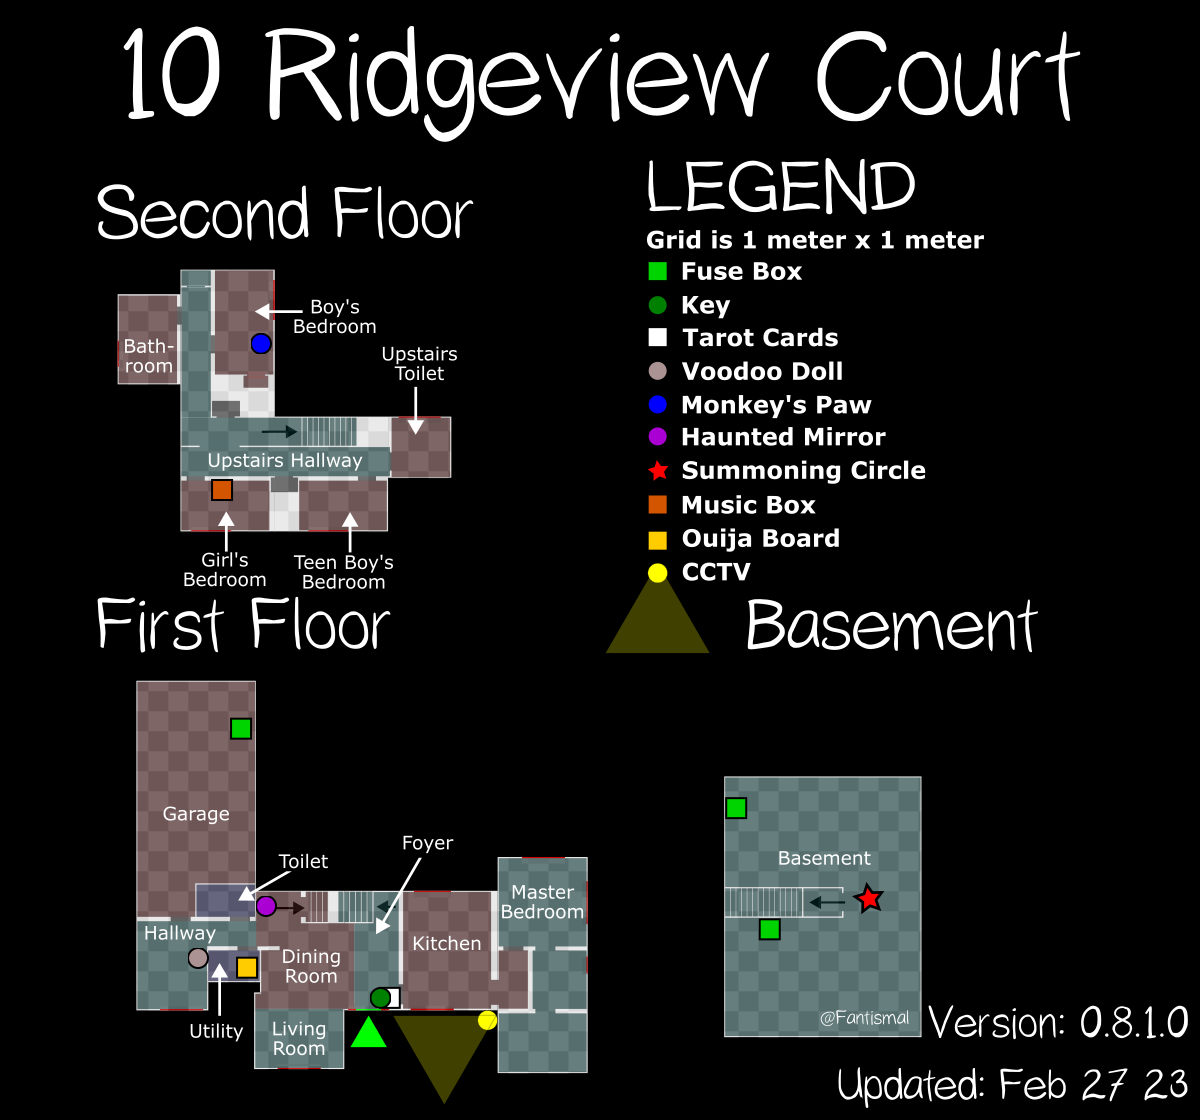 10 Ridgeview Court
Second Floor
Boy's
Bedroom
Bath-
room
Upstairs
Toilet
Upstairs Hallway
Girl's
Bedroom
Teen Boy's
Bedroom
LEGEND
Grid is 1 meter x 1 meter
Fuse Box
Key
Tarot Cards
Voodoo Doll
Monkey's Paw
Haunted Mirror
Summoning Circle
Music Box
Ouija Board
CCTV
First Floor
Garage
Toilet
Foyer
Master
Bedroom
Hallway
Kitchen
Dining
Room
Utility
Living
Room
Basement
Basement
@Fantismal
Version: 0.8.1.0
Updated: Feb 27 23